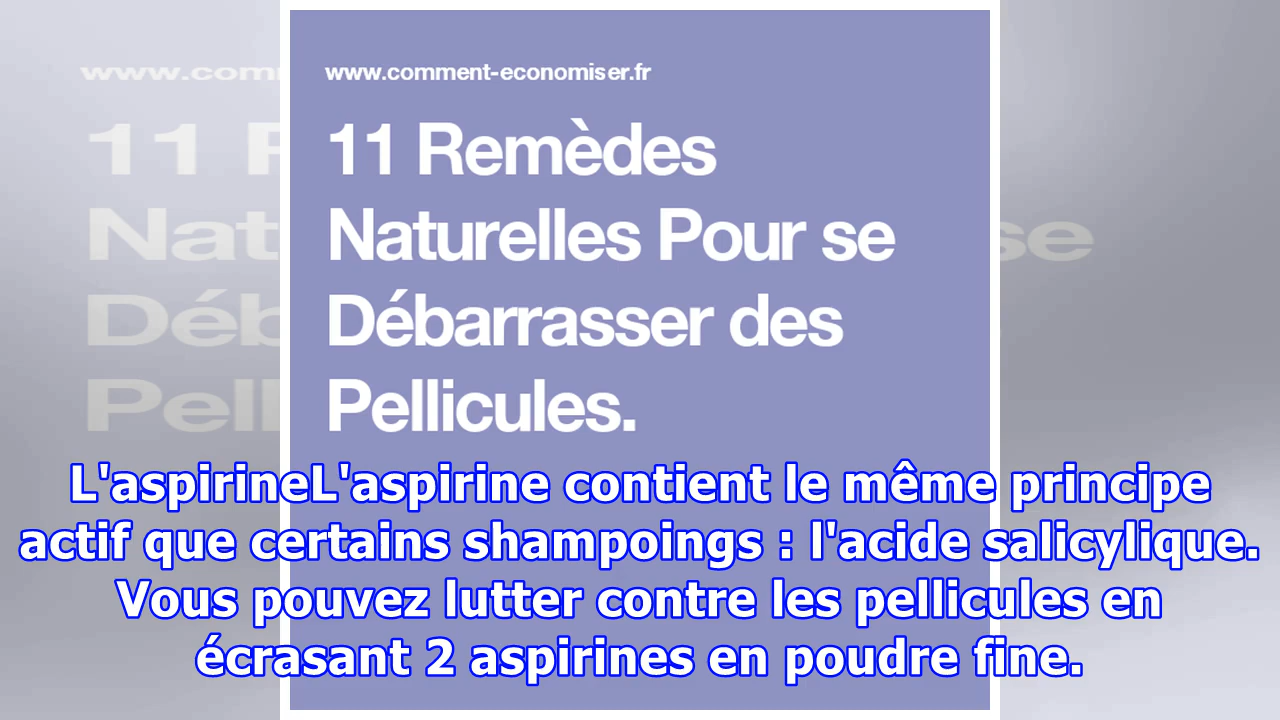 www.comment-economiser.fr
11 Remèdes
Naturelles Pour se
Débarrasser des
Pellicules.
L'aspirineL'aspirine contient le même principe
actif que certains shampoings : l'acide salicylique.
Vous pouvez lutter contre les pellicules en
écrasant 2 aspirines en poudre fine.